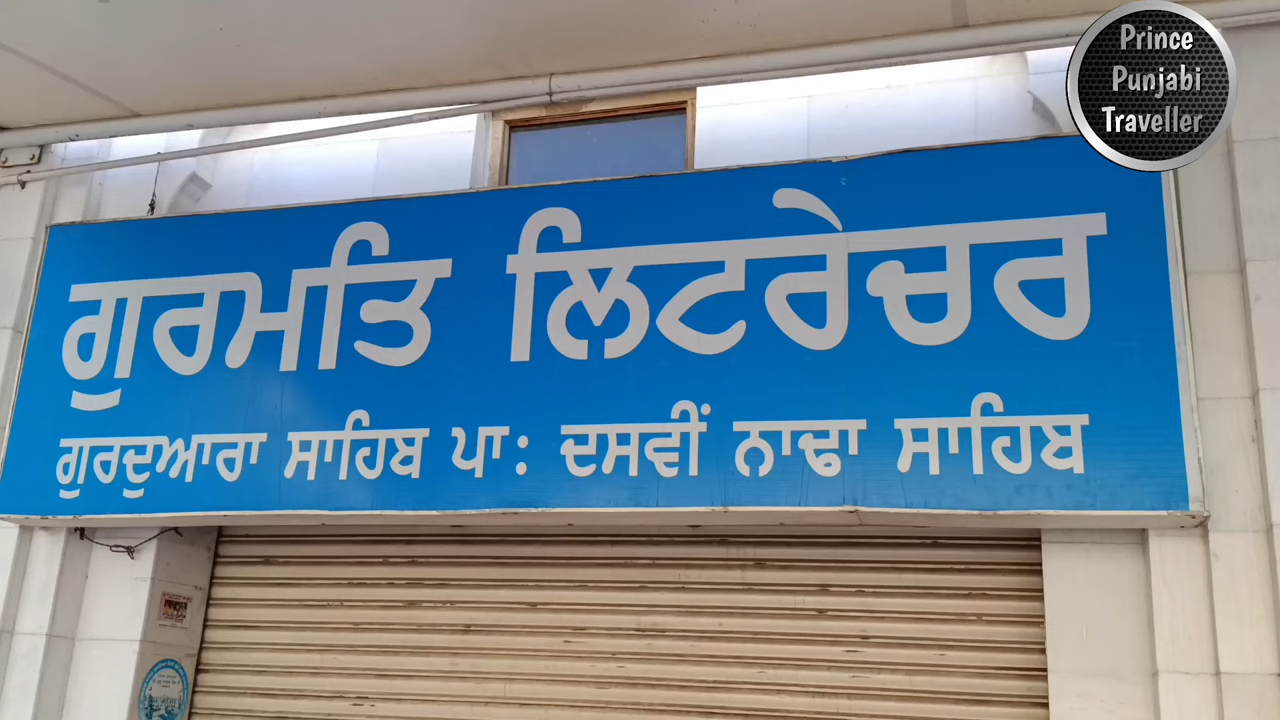 Prince
Punjabi
Traveller
ਗੁਰਮਤਿ ਲਿਟਰੇਚਰ
ਗੁਰਦੁਆਰਾ ਸਾਹਿਬ ਪਾ: ਦਸਵੀਂ ਨਾਢਾ ਸਾਹਿਬ